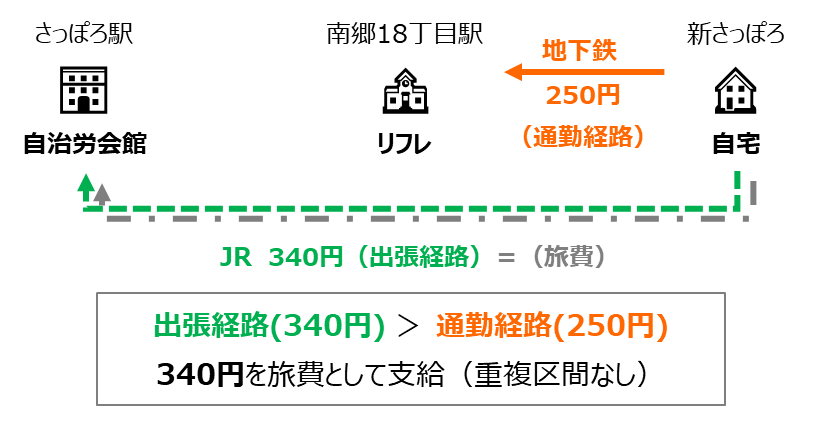 さっぽろ駅
南郷18丁目駅
新さっぽろ
地下鉄
250円
（通勤経路）
自治労会館
リフレ
自宅
JR 340円（出張経路）＝（旅費）
出張経路(340円) ＞ 通勤経路(250円)
340円を旅費として支給（重複区間なし）